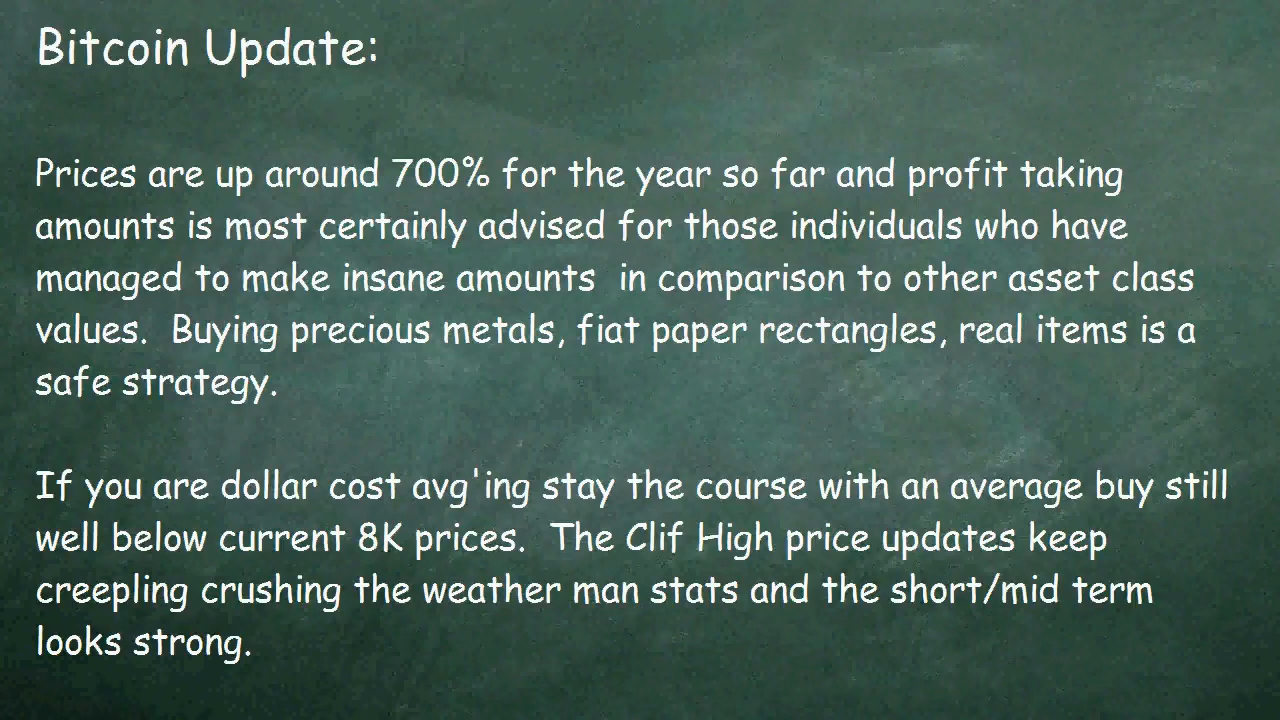 Bitcoin Update:
Prices are up around 700% for the year so far and profit taking
amounts is most certainly advised for those individuals who have
managed to make insane amounts  in comparison to other asset class
values.  Buying precious metals, fiat paper rectangles, real items is a
safe strategy.
If you are dollar cost avg'ing stay the course with an average buy still
well below current 8K prices.  The Clif High price updates keep
creepling crushing the weather man stats and the short/mid term
looks strong.